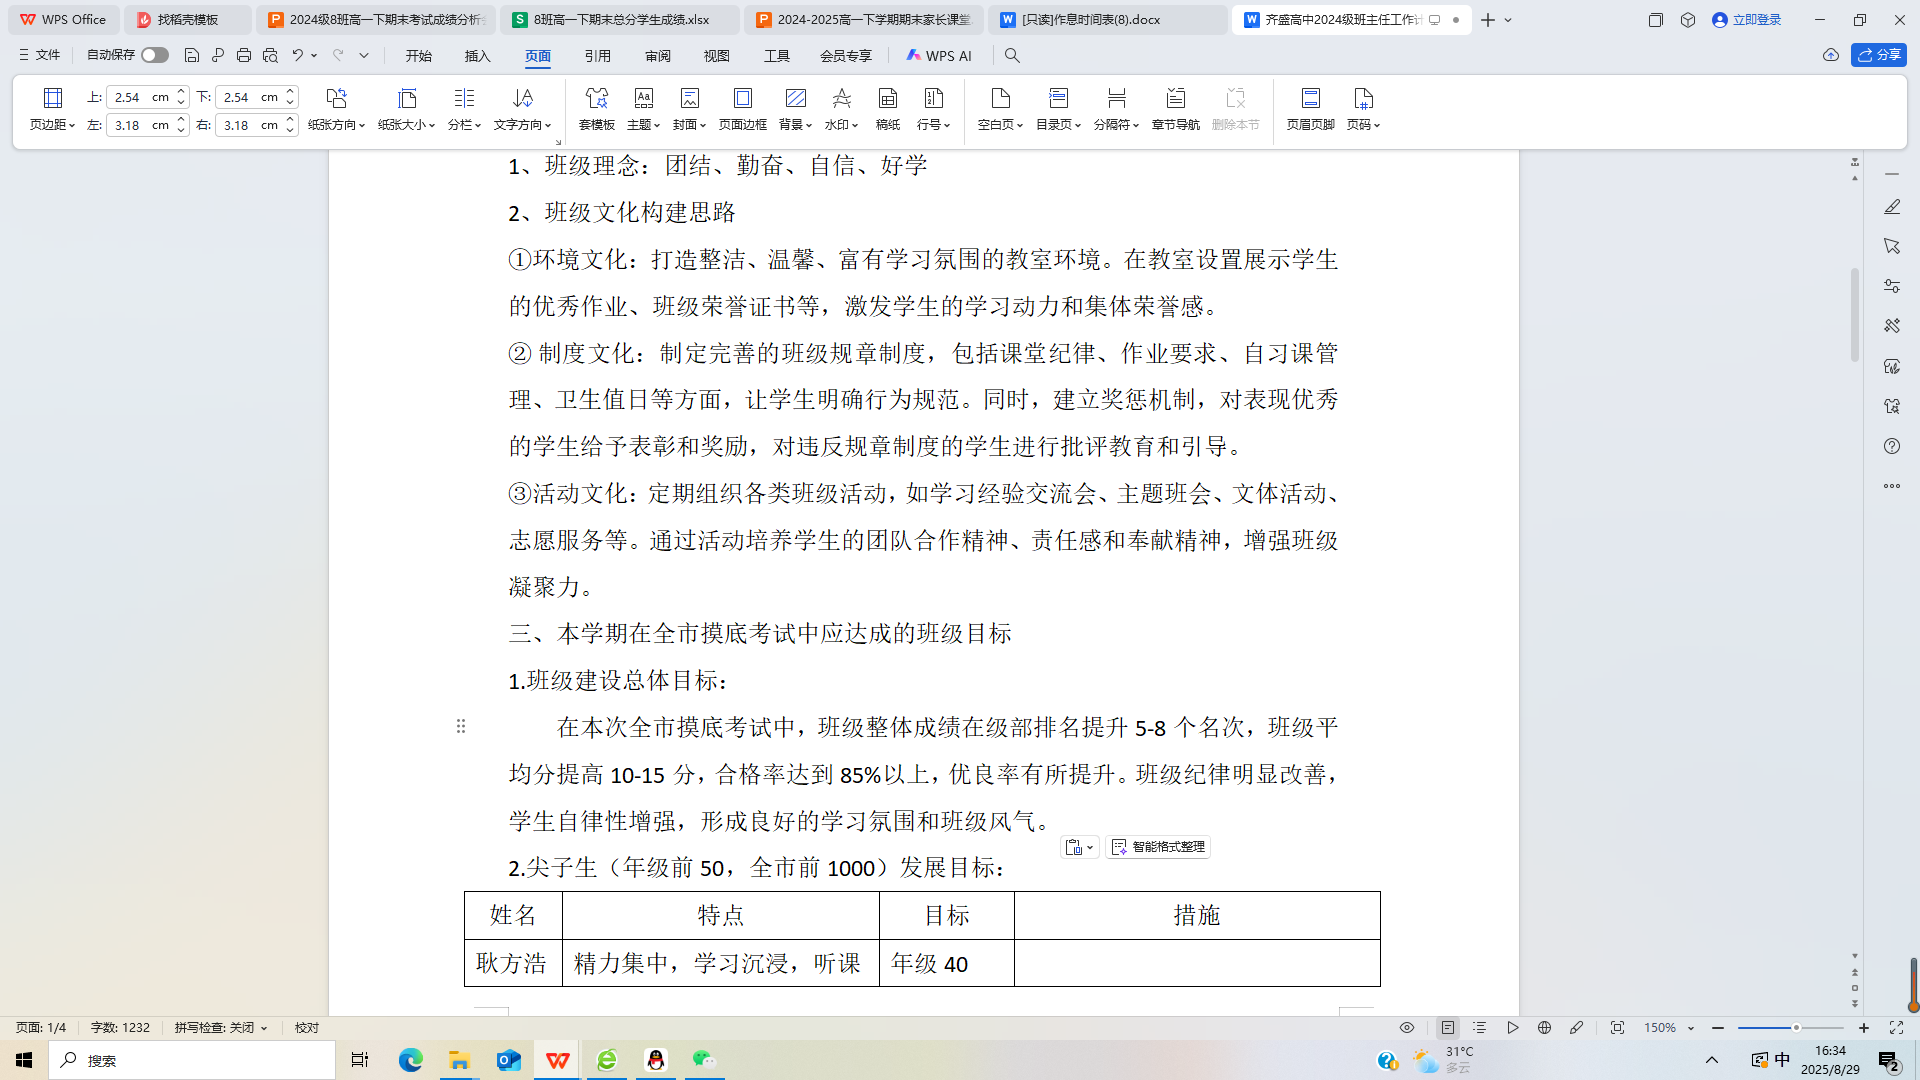 WPS Office
找稻壳模板
2024级8班高一下期末考试成绩分析
8班高一下期末总分学生成绩.xlsx
2024-2025高一下学期期末家长课堂
[只读]作息时间表(8).docx
齐盛高中2024级班主任工作计
立即登录
文件
自动保存
开始
插入
页面
引用
审阅
视图
工具
会员专享
WPS AI
分享
页边距
上: 2.54 cm 下: 2.54 cm
左: 3.18 cm 右: 3.18 cm
纸张方向
纸张大小
分栏
文字方向
套模板
主题
封面
页面边框
背景
水印
稿纸
行号
空白页
目录页
分隔符
章节导航
删除本节
页眉页脚
页码
1、班级理念：团结、勤奋、自信、好学
2、班级文化构建思路
①环境文化：打造整洁、温馨、富有学习氛围的教室环境。在教室设置展示学生
的优秀作业、班级荣誉证书等，激发学生的学习动力和集体荣誉感。
② 制度文化：制定完善的班级规章制度，包括课堂纪律、作业要求、自习课管
理、卫生值日等方面，让学生明确行为规范。同时，建立奖惩机制，对表现优秀
的学生给予表彰和奖励，对违反规章制度的学生进行批评教育和引导。
③活动文化：定期组织各类班级活动，如学习经验交流会、主题班会、文体活动、
志愿服务等。通过活动培养学生的团队合作精神、责任感和奉献精神，增强班级
凝聚力。
三、本学期在全市摸底考试中应达成的班级目标
1.班级建设总体目标：
在本次全市摸底考试中，班级整体成绩在级部排名提升 5-8 个名次，班级平
均分提高 10-15 分，合格率达到 85%以上，优良率有所提升。班级纪律明显改善，
学生自律性增强，形成良好的学习氛围和班级风气。
智能格式整理
2.尖子生（年级前 50，全市前 1000）发展目标：
姓名 特点 目标 措施
耿方浩 精力集中，学习沉浸，听课 年级 40
页面: 1/4
字数: 1232
拼写检查: 关闭
校对
150%
搜索
31°C
多云
中
16:34
2025/8/29
2